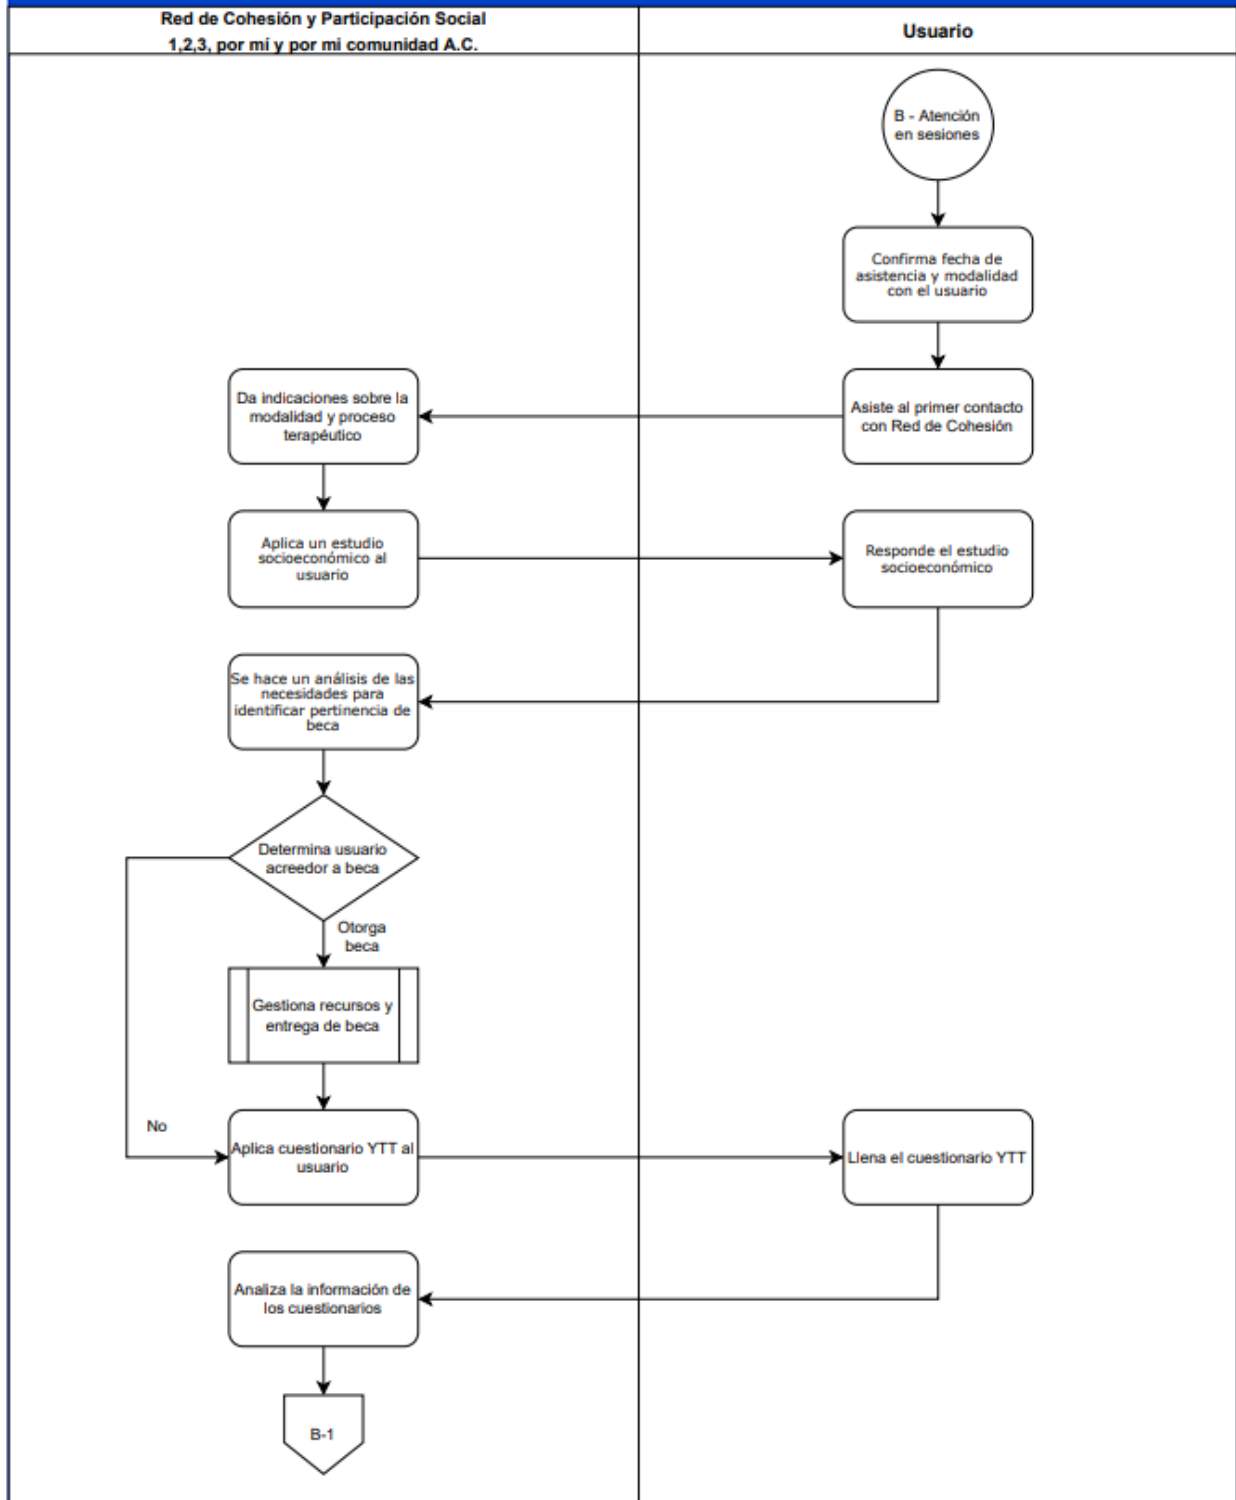 Red de Cohesión y Participación Social
1,2,3, por mí y por mi comunidad A.C.
Usuario
B - Atención
en sesiones
Confirma fecha de
asistencia y modalidad
con el usuario
Asiste al primer contacto
con Red de Cohesión
Da indicaciones sobre la
modalidad y proceso
terapéutico
Aplica un estudio
socioeconómico al
usuario
Responde el estudio
socioeconómico
Se hace un análisis de las
necesidades para
identificar pertinencia de
beca
Determina usuario
acreedor a beca
Otorga
beca
Gestiona recursos y
entrega de beca
No
Aplica cuestionario YTT al
usuario
Llena el cuestionario YTT
Analiza la información de
los cuestionarios
B-1